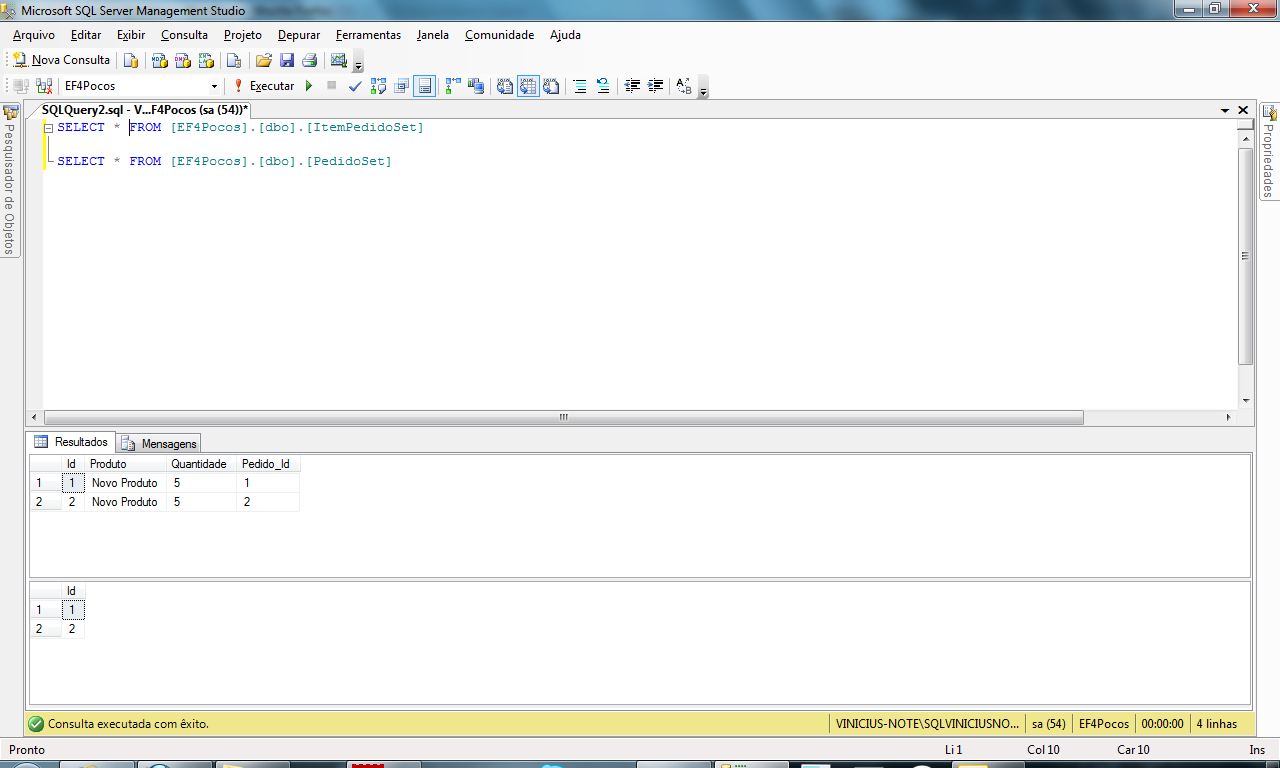 Microsoft SQL Server Management Studio
Arquivo Editar Exibir Consulta Projeto Depurar Ferramentas Janela Comunidade Ajuda
Nova Consulta
EF4Pocos Executar
SQLQuery2.sql - V...F4Pocos (sa (54))*
SELECT * FROM [EF4Pocos].[dbo].[ItemPedidoSet]
SELECT * FROM [EF4Pocos].[dbo].[PedidoSet]
Pesquisador de Objetos
Propriedades
Resultados Mensagens
Id Produto Quantidade Pedido_Id
1 1 Novo Produto 5 1
2 2 Novo Produto 5 2
Id
1 1
2 2
Consulta executada com êxito. VINICIUS-NOTE\SQLVINICIUSNO... sa (54) EF4Pocos 00:00:00 4 linhas
Pronto Li 1 Col 10 Car 10 Ins